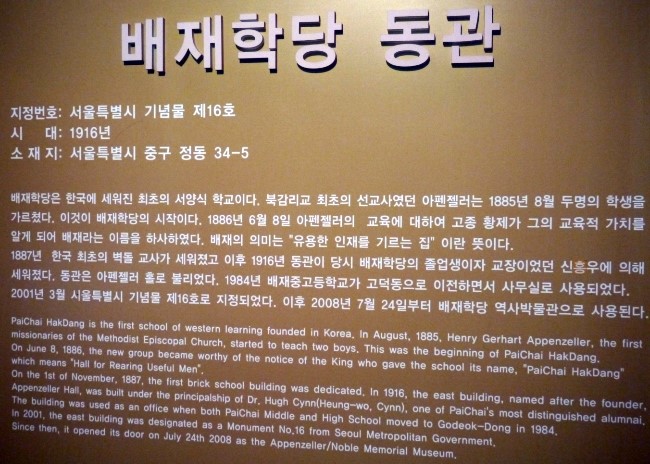 배재학당 동관
지정번호: 서울특별시 기념물 제16호
시 대: 1916년
소 재 지: 서울특별시 중구 정동 34-5
배재학당은 한국에 세워진 최초의 서양식 학교이다. 북감리교 최초의 선교사였던 아펜젤러는 1885년 8월 두명의 학생을
가르쳤다. 이것이 배재학당의 시작이다. 1886년 6월 8일 아펜젤러의 교육에 대하여 고종 황제가 그의 교육적 가치를
알게 되어 배재라는 이름을 하사하였다. 배재의 의미는 "유용한 인재를 기르는 집" 이란 뜻이다.
1887년 한국 최초의 벽돌 교사가 세워졌고 이후 1916년 동관이 당시 배재학당의 졸업생이자 교장이었던 신흥우에 의해
세워졌다. 동관은 아펜젤러 홀로 불리었다. 1984년 배재중고등학교가 고덕동으로 이전하면서 사무실로 사용되었다.
2001년 3월 시울특별시 기념물 제16호로 지정되었다. 이후 2008년 7월 24일부터 배재학당 역사박물관으로 사용된다.
PaiChai HakDang is the first school of western learning founded in Korea. In August, 1885, Henry Gerhart Appenzeller, the first
missionaries of the Methodist Episcopal Church, started to teach two boys. This was the beginning of PaiChai HakDang.
On June 8, 1886, the new group became worthy of the notice of the King who gave the school its name, "PaiChai HakDang"
which means "Hall for Rearing Useful Men".
On the 1st of November, 1887, the first brick school building was dedicated. In 1916, the east building, named after the founder,
Appenzeller Hall, was built under the principalship of Dr. Hugh Cynn(Heung-wo, Cynn), one of PaiChai's most distinguished alumnai.
The building was used as an office when both PaiChai Middle and High School moved to Godeok-Dong in 1984.
In 2001, the east building was designated as a Monument No.16 from Seoul Metropolitan Government.
Since then, it opened its door on July 24th 2008 as the Appenzeller/Noble Memorial Museum.